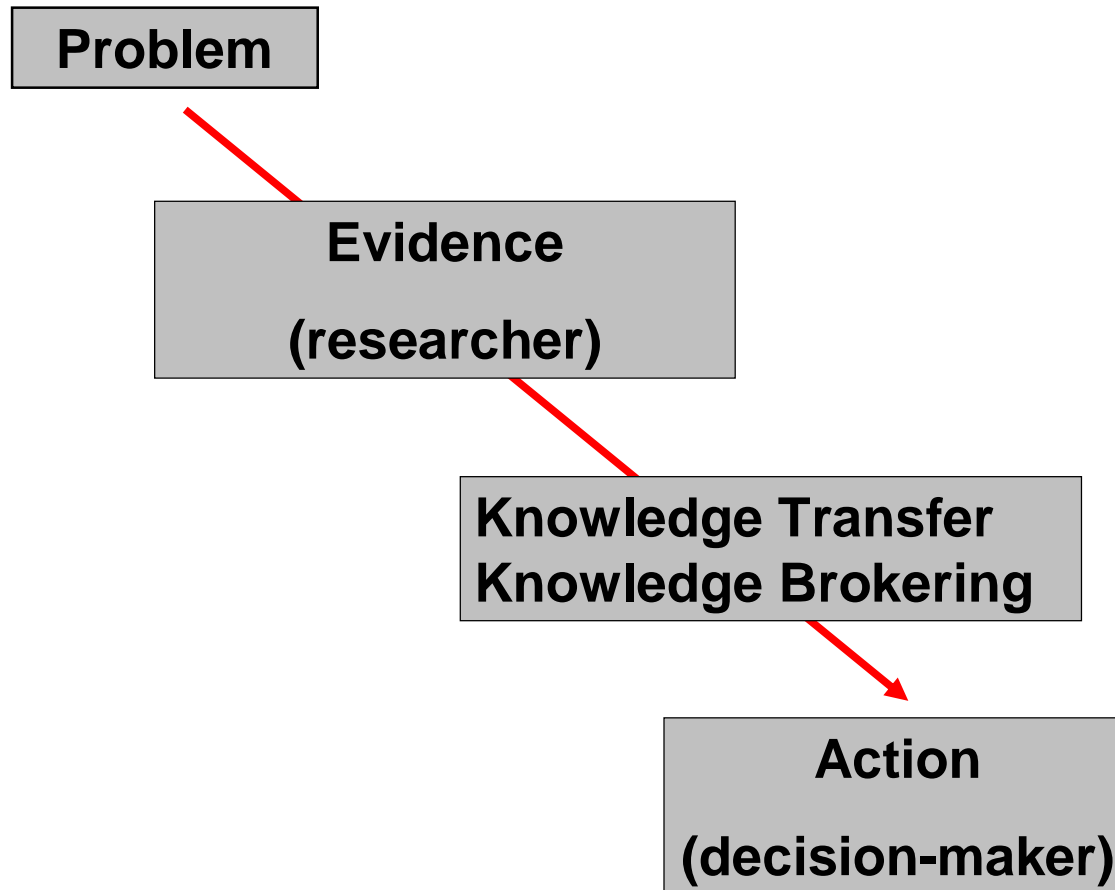 Problem
Evidence
(researcher)
Knowledge Transfer
Knowledge Brokering
Action
(decision-maker)